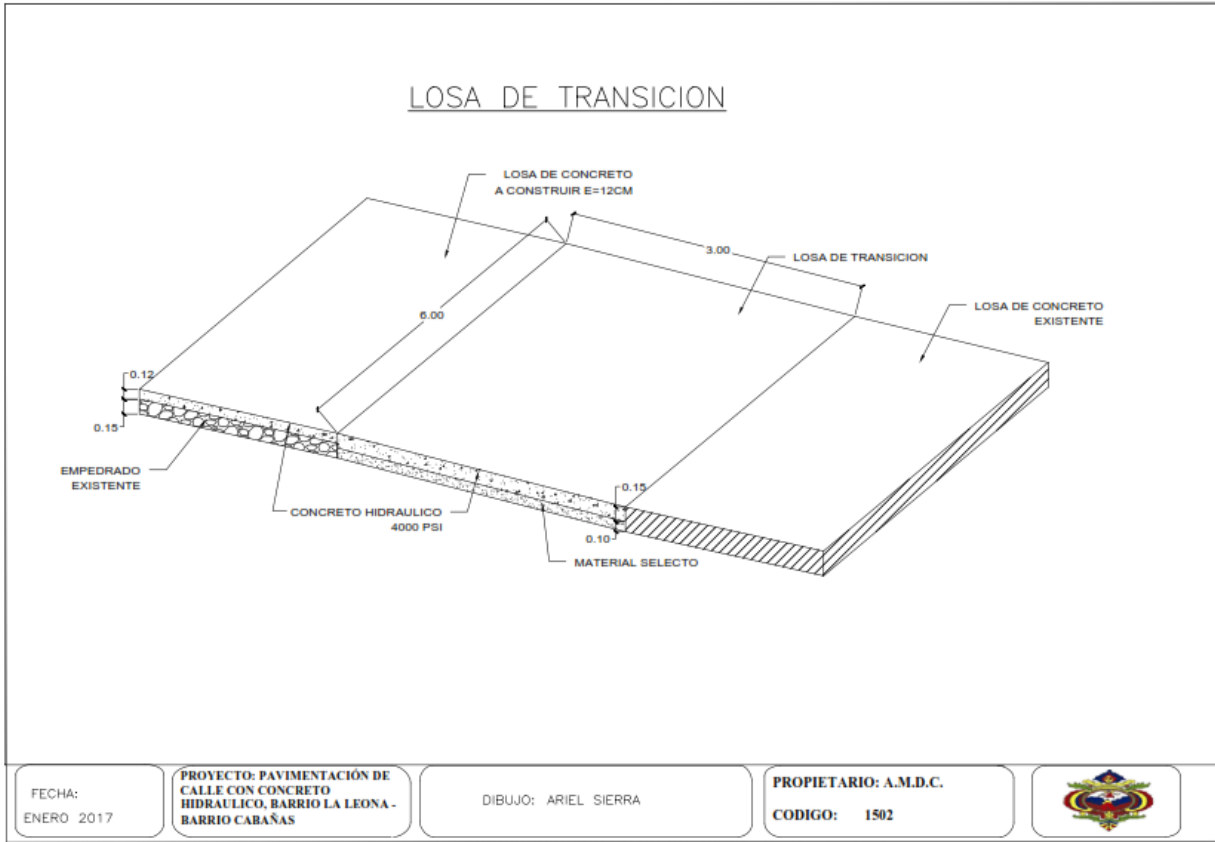 LOSA DE TRANSICION
LOSA DE CONCRETO
A CONSTRUIR E=12CM
3.00
LOSA DE TRANSICION
LOSA DE CONCRETO
EXISTENTE
6.00
0.12
0.15
EMPEDRADO
EXISTENTE
CONCRETO HIDRAULICO
4000 PSI
0.15
0.10
MATERIAL SELECTO
FECHA:
ENERO 2017
PROYECTO: PAVIMENTACIÓN DE
CALLE CON CONCRETO
HIDRAULICO, BARRIO LA LEONA -
BARRIO CABAÑAS
DIBUJO: ARIEL SIERRA
PROPIETARIO: A.M.D.C.
CODIGO: 1502